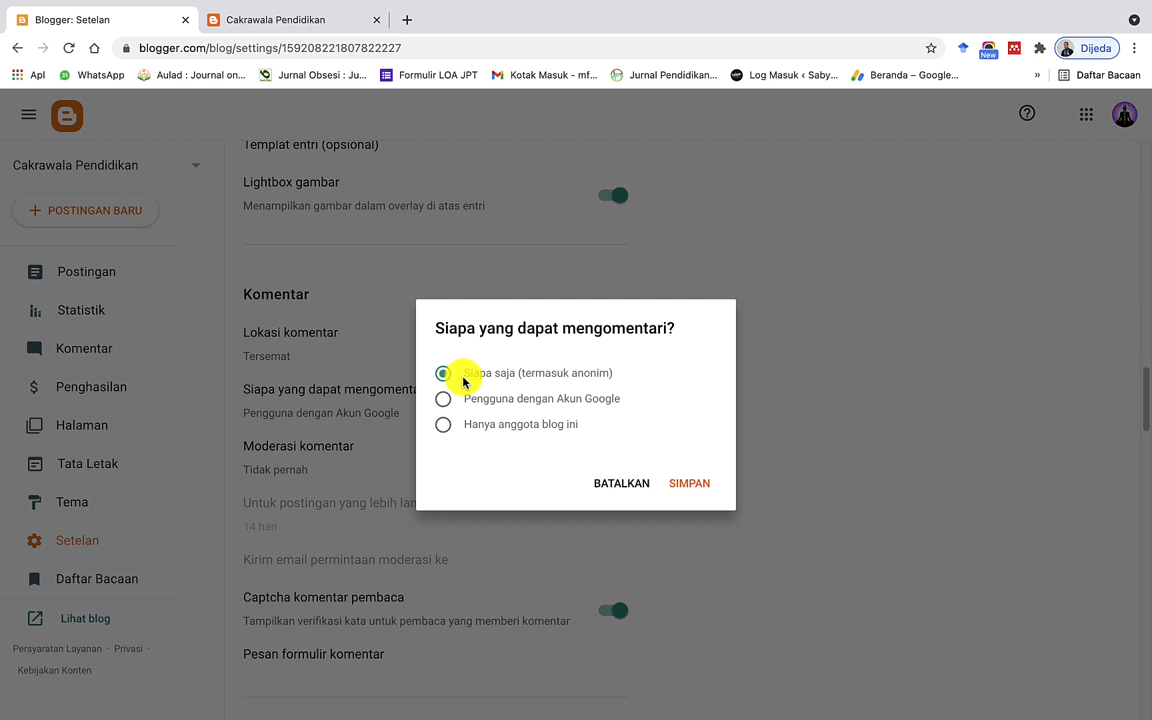 Blogger: Setelan
Cakrawala Pendidikan
blogger.com/blog/settings/159208221807822227
New
Dijeda
Apl
WhatsApp
Aulad : Journal on...
Jurnal Obsesi : Ju...
Formulir LOA JPT
Kotak Masuk - mf...
Jurnal Pendidikan...
Log Masuk ‹ Saby...
Beranda – Google...
»
Daftar Bacaan
Cakrawala Pendidikan
POSTINGAN BARU
Postingan
Statistik
Komentar
Penghasilan
Halaman
Tata Letak
Tema
Setelan
Daftar Bacaan
Lihat blog
Persyaratan Layanan · Privasi ·
Kebijakan Konten
Templat entri (opsional)
Lightbox gambar
Menampilkan gambar dalam overlay di atas entri
Komentar
Lokasi komentar
Tersemat
Siapa yang dapat mengomenta
Pengguna dengan Akun Google
Moderasi komentar
Tidak pernah
Untuk postingan yang lebih lan
14 hari
Kirim email permintaan moderasi ke
Captcha komentar pembaca
Tampilkan verifikasi kata untuk pembaca yang memberi komentar
Pesan formulir komentar
Siapa yang dapat mengomentari?
Siapa saja (termasuk anonim)
Pengguna dengan Akun Google
Hanya anggota blog ini
BATALKAN
SIMPAN